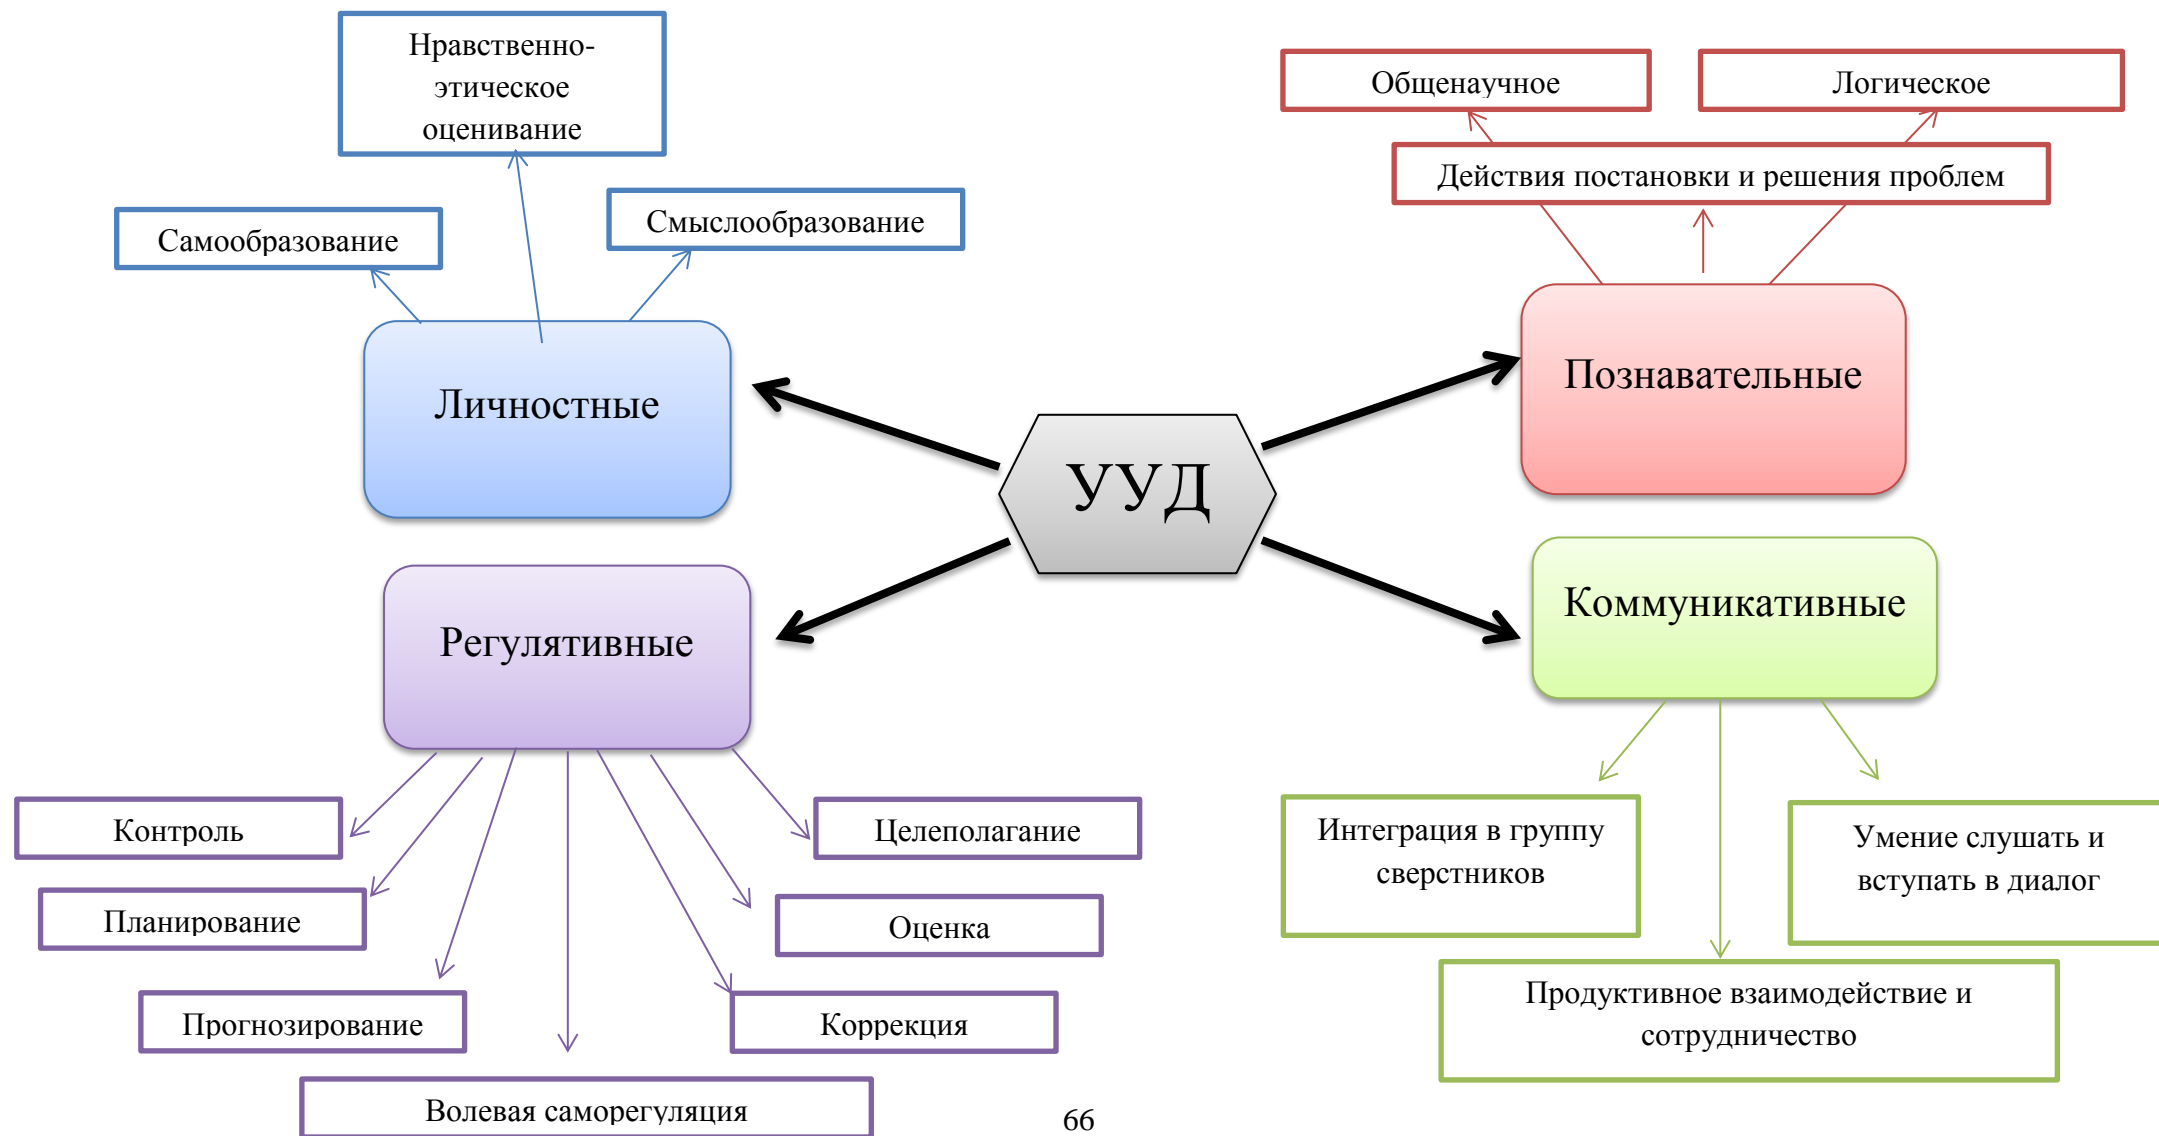 Нравственно-
этическое
оценивание
Самообразование
Смыслообразование
Личностные
Общенаучное
Логическое
Действия постановки и решения проблем
Познавательные
УУД
Регулятивные
Контроль
Планирование
Прогнозирование
Волевая саморегуляция
Коррекция
Оценка
Целеполагание
Коммуникативные
Интеграция в группу
сверстников
Умение слушать и
вступать в диалог
Продуктивное взаимодействие и
сотрудничество
66